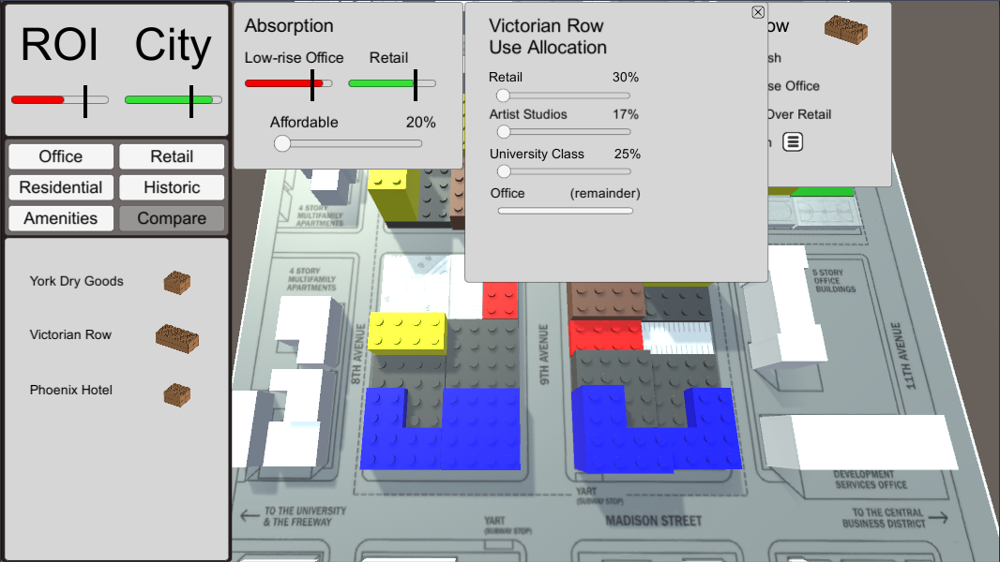 ROI City
Office Retail
Residential Historic
Amenities Compare
York Dry Goods
Victorian Row
Phoenix Hotel
Absorption
Low-rise Office Retail
Affordable 20%
Victorian Row
Use Allocation
Retail 30%
Artist Studios 17%
University Class 25%
Office (remainder)
ow
sh
se Office
Over Retail
4 STORY
MULTIFAMILY
APARTMENTS
4 STORY
MULTIFAMILY
APARTMENTS
8TH AVENUE
9TH AVENUE
5 STORY
OFFICE
BUILDINGS
11TH AVENUE
DEVELOPMENT
SERVICES OFFICE
YART
(SUBWAY STOP)
TO THE UNIVERSITY
& THE FREEWAY
YART
(SUBWAY STOP)
MADISON STREET
TO THE CENTRAL
BUSINESS DISTRICT